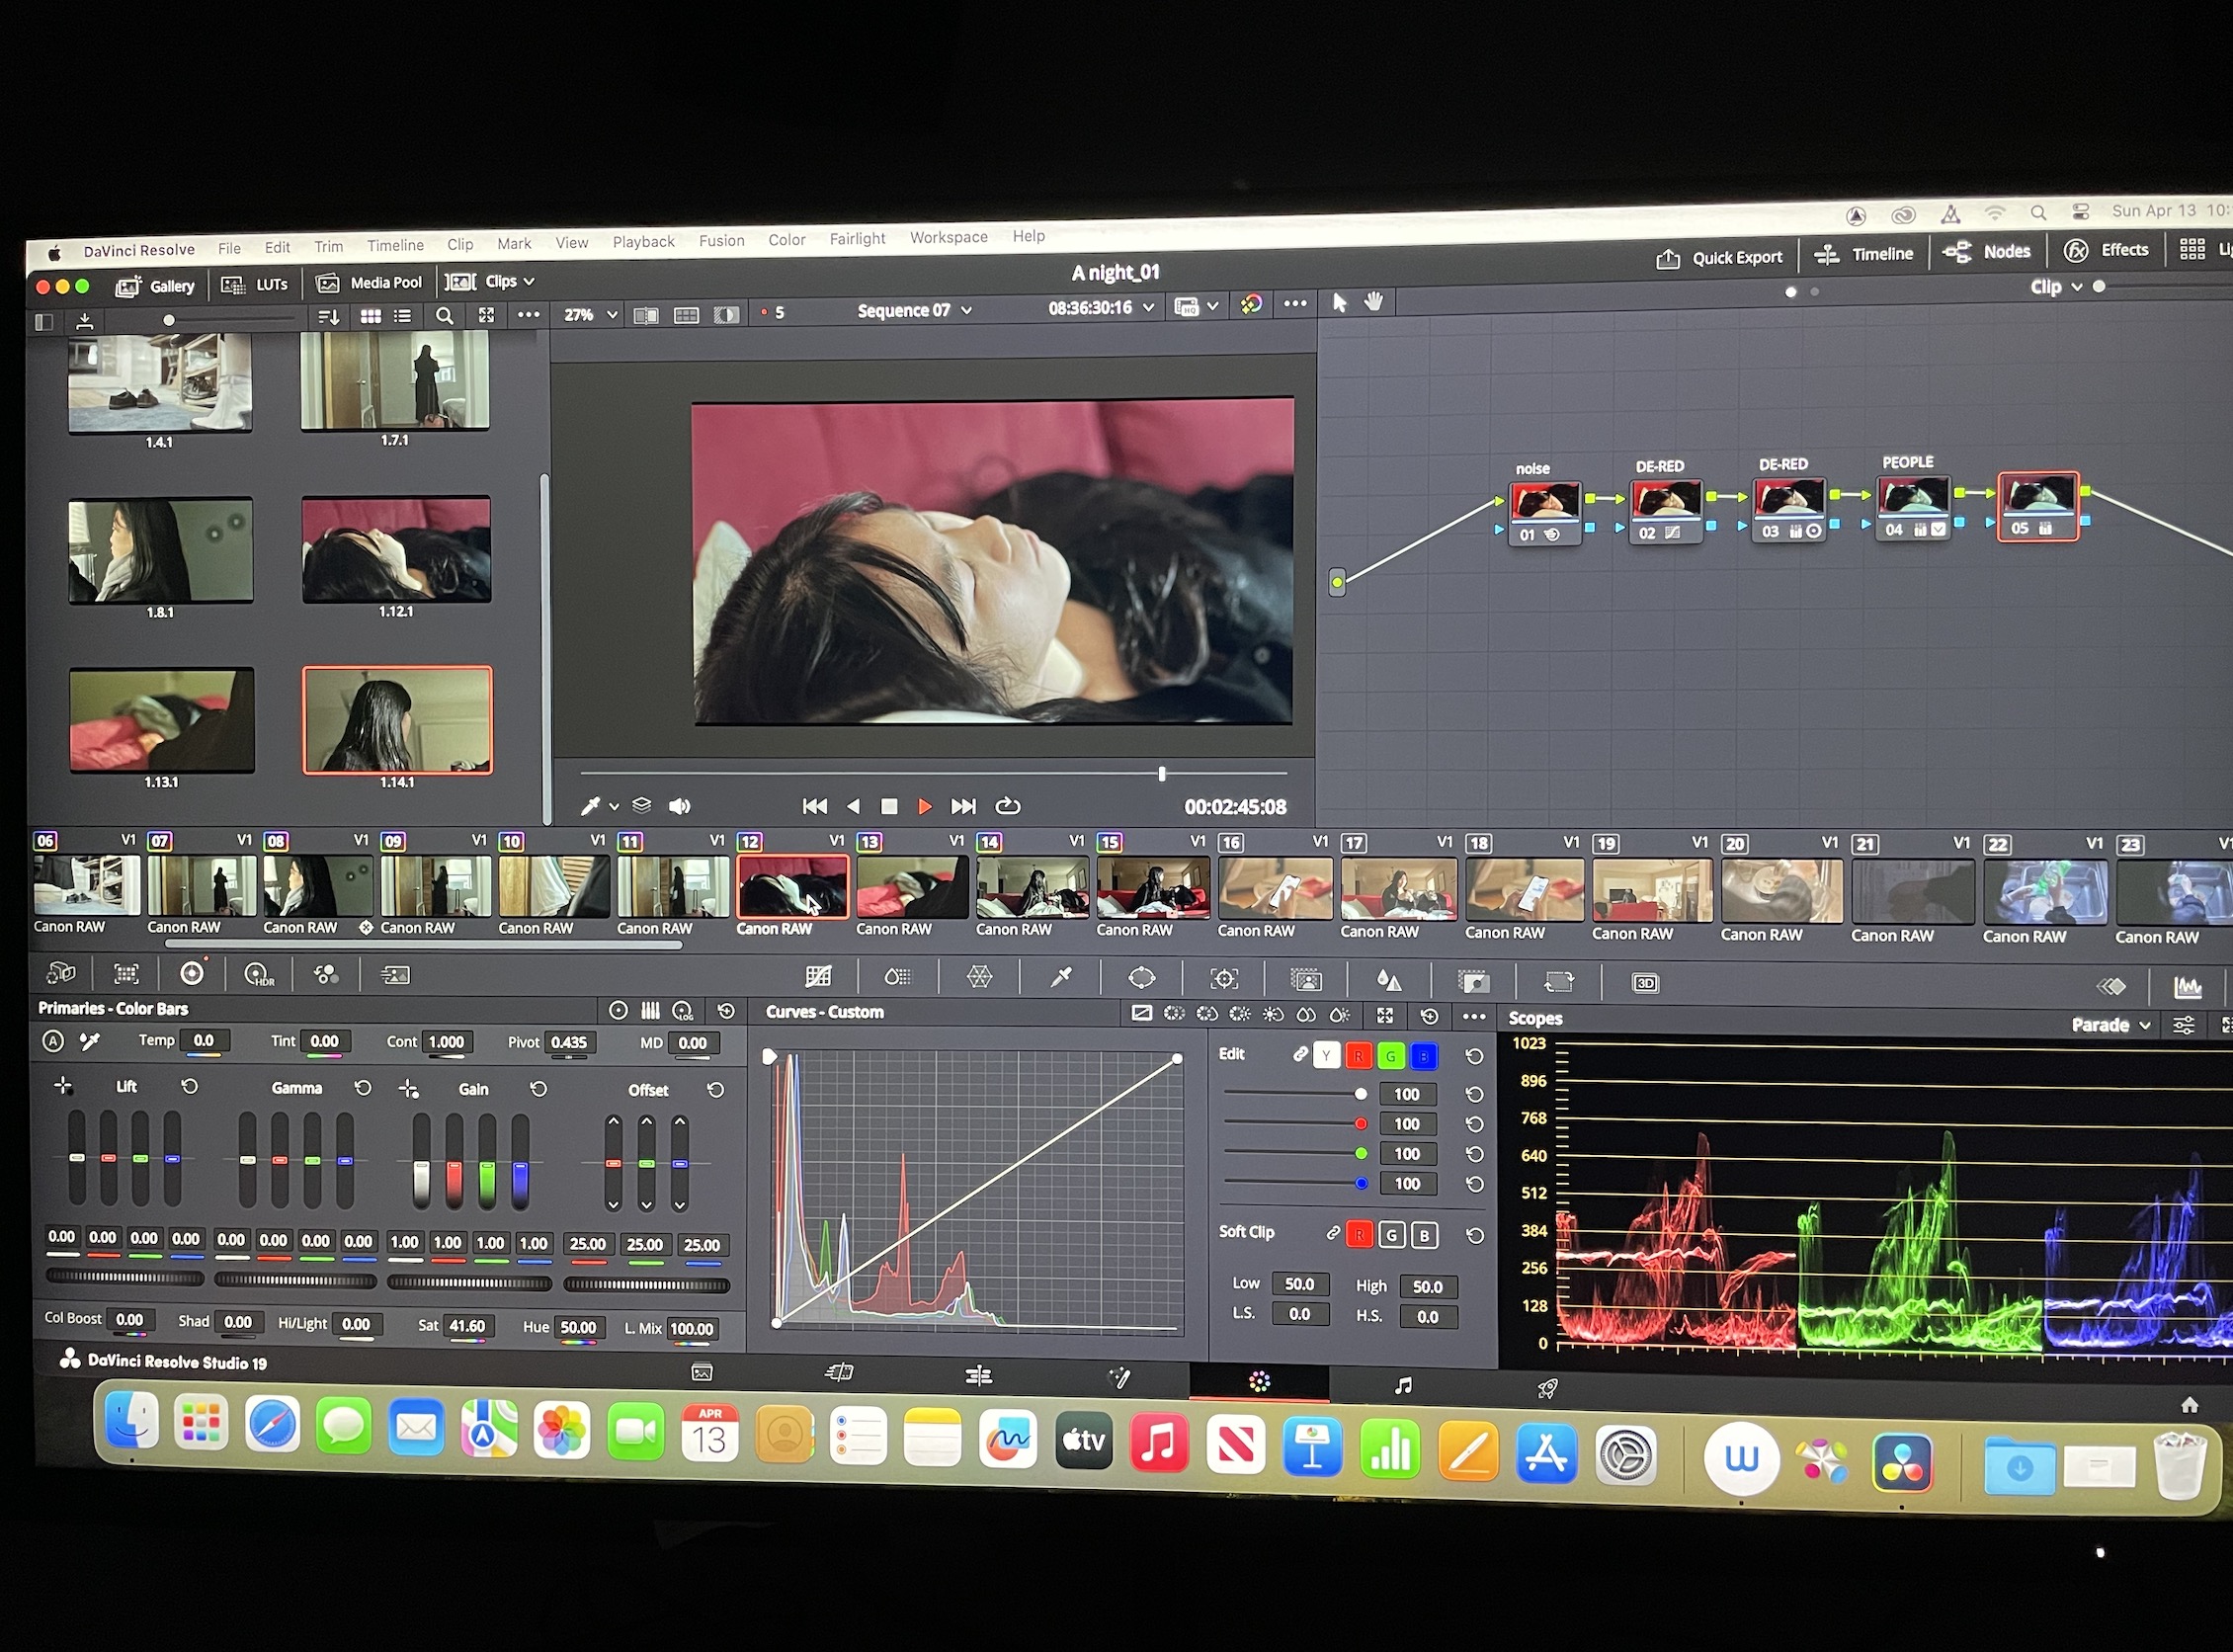 DaVinci Resolve File Edit Trim Timeline Clip Mark View Playback Fusion Color Fairlight Workspace Help Sun Apr 13 10:
Gallery LUTs Media Pool Clips A night_01 Quick Export Timeline Nodes Effects
27% 5 Sequence 07 08:36:30:16 Clip
1.4.1 1.7.1
1.8.1 1.12.1
1.13.1 1.14.1
noise DE-RED DE-RED PEOPLE
01 02 03 04 05
00:02:45:08
06 V1 07 V1 08 V1 09 V1 10 V1 11 V1 12 V1 13 V1 14 V1 15 V1 16 V1 17 V1 18 V1 19 V1 20 V1 21 V1 22 V1 23
Canon RAW Canon RAW Canon RAW Canon RAW Canon RAW Canon RAW Canon RAW Canon RAW Canon RAW Canon RAW Canon RAW Canon RAW Canon RAW Canon RAW Canon RAW Canon RAW Canon RAW Canon RAW
HDR 3D
Primaries - Color Bars LOG
A Temp 0.0 Tint 0.00 Cont 1.000 Pivot 0.435 MD 0.00
Lift Gamma Gain Offset
0.00 0.00 0.00 0.00 0.00 0.00 0.00 0.00 1.00 1.00 1.00 1.00 25.00 25.00 25.00
Col Boost 0.00 Shad 0.00 Hi/Light 0.00 Sat 41.60 Hue 50.00 L. Mix 100.00
Curves - Custom
Edit Y R G B
100
100
100
100
Soft Clip R G B
Low 50.0 High 50.0
L.S. 0.0 H.S. 0.0
Scopes
Parade
1023
896
768
640
512
384
256
128
0
DaVinci Resolve Studio 19
APR
13
tv